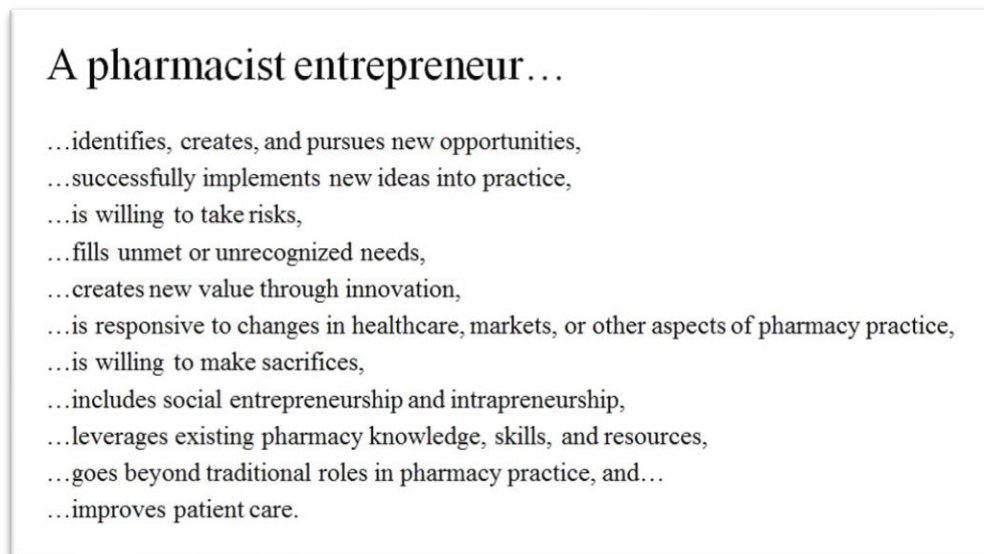 A pharmacist entrepreneur…
…identifies, creates, and pursues new opportunities,
…successfully implements new ideas into practice,
…is willing to take risks,
…fills unmet or unrecognized needs,
…creates new value through innovation,
…is responsive to changes in healthcare, markets, or other aspects of pharmacy practice,
…is willing to make sacrifices,
…includes social entrepreneurship and intrapreneurship,
…leverages existing pharmacy knowledge, skills, and resources,
…goes beyond traditional roles in pharmacy practice, and…
…improves patient care.